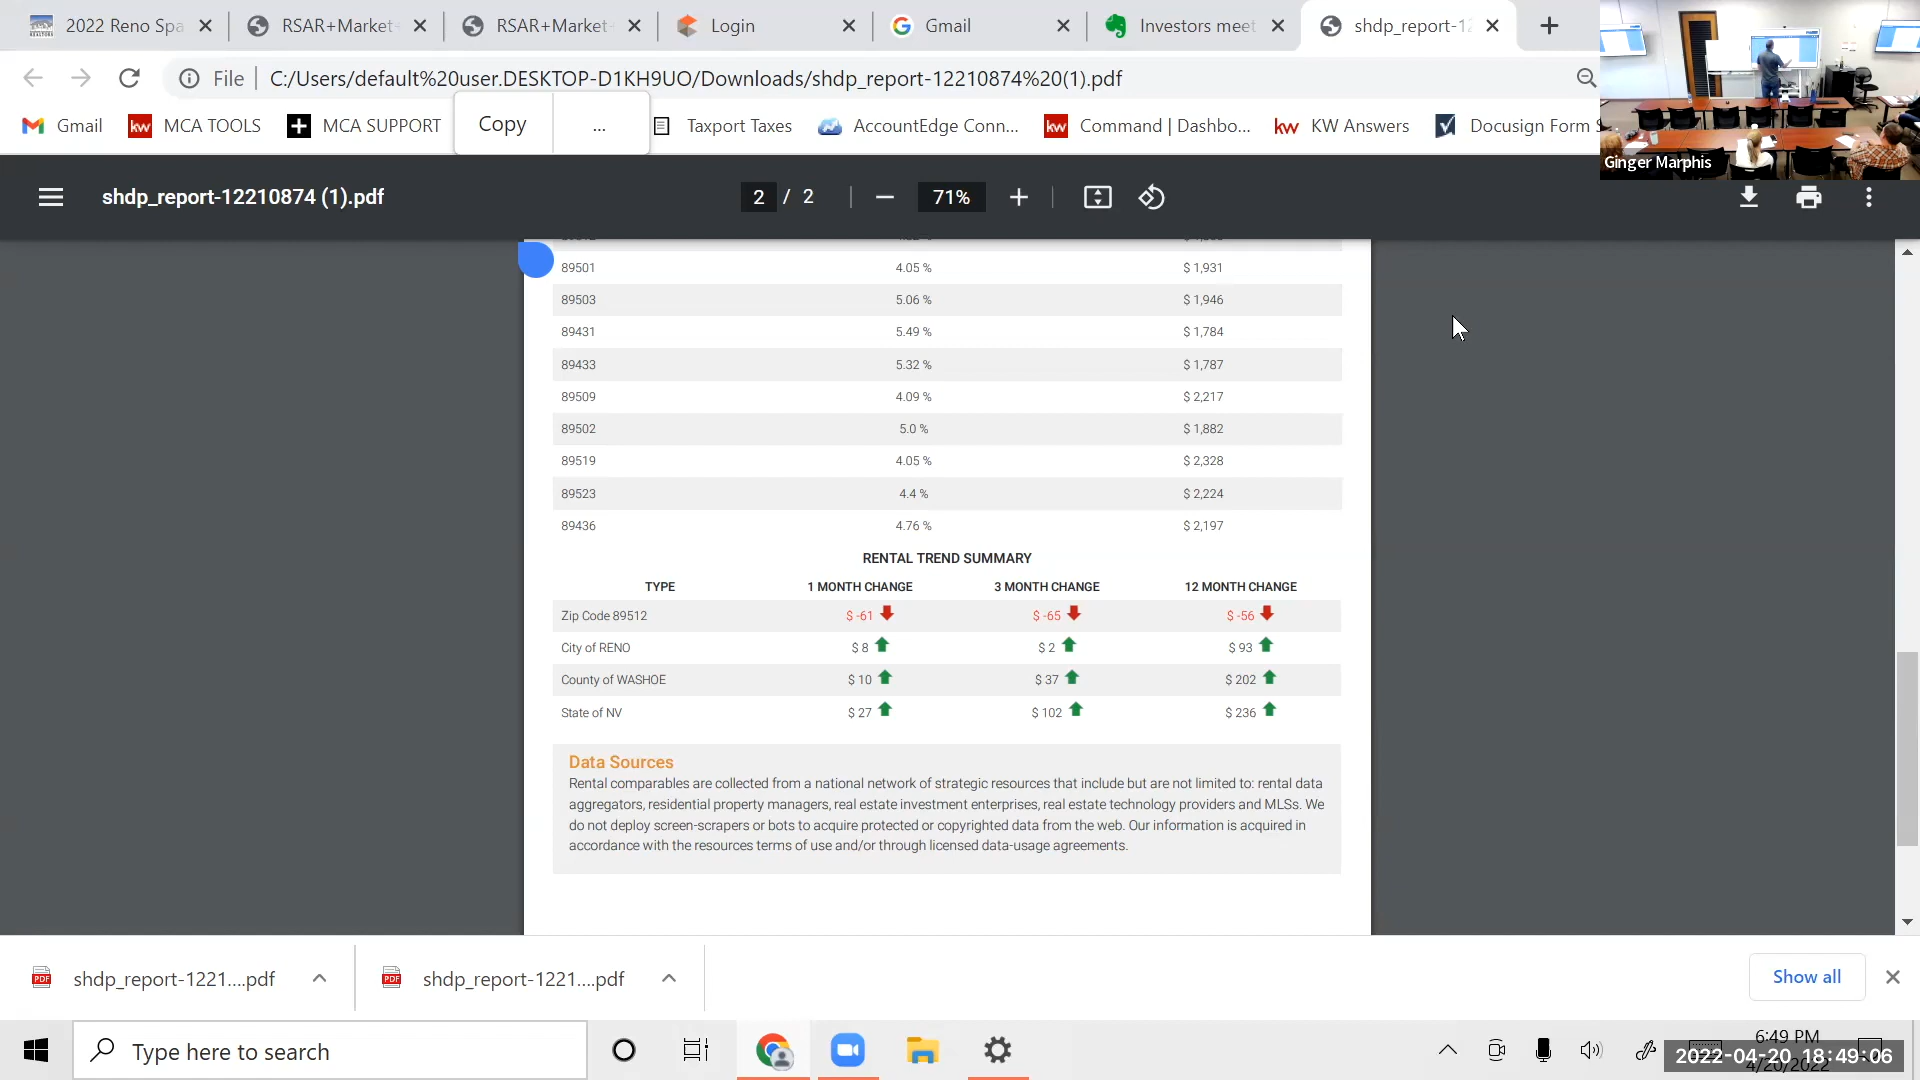 2022 Reno Spa
RSAR+Market
RSAR+Market
Login
Gmail
Investors meet
shdp_report-12
File
C:/Users/default%20user.DESKTOP-D1KH9UO/Downloads/shdp_report-12210874%20(1).pdf
Gmail
MCA TOOLS
MCA SUPPORT
Copy
...
Taxport Taxes
AccountEdge Conn...
Command | Dashbo...
KW Answers
Docusign Form
Ginger Marphis
shdp_report-12210874 (1).pdf
2 / 2
71%
89501 4.05 % $ 1,931
89503 5.06 % $ 1,946
89431 5.49 % $ 1,784
89433 5.32 % $ 1,787
89509 4.09 % $ 2,217
89502 5.0 % $ 1,882
89519 4.05 % $ 2,328
89523 4.4 % $ 2,224
89436 4.76 % $ 2,197
RENTAL TREND SUMMARY
TYPE 1 MONTH CHANGE 3 MONTH CHANGE 12 MONTH CHANGE
Zip Code 89512 $ -61 $ -65 $ -56
City of RENO $ 8 $ 2 $ 93
County of WASHOE $ 10 $ 37 $ 202
State of NV $ 27 $ 102 $ 236
Data Sources
Rental comparables are collected from a national network of strategic resources that include but are not limited to: rental data
aggregators, residential property managers, real estate investment enterprises, real estate technology providers and MLSs. We
do not deploy screen-scrapers or bots to acquire protected or copyrighted data from the web. Our information is acquired in
accordance with the resources terms of use and/or through licensed data-usage agreements.
shdp_report-1221....pdf
shdp_report-1221....pdf
Show all
Type here to search
6:49 PM
2022-04-20 18:49:06
4/20/2022